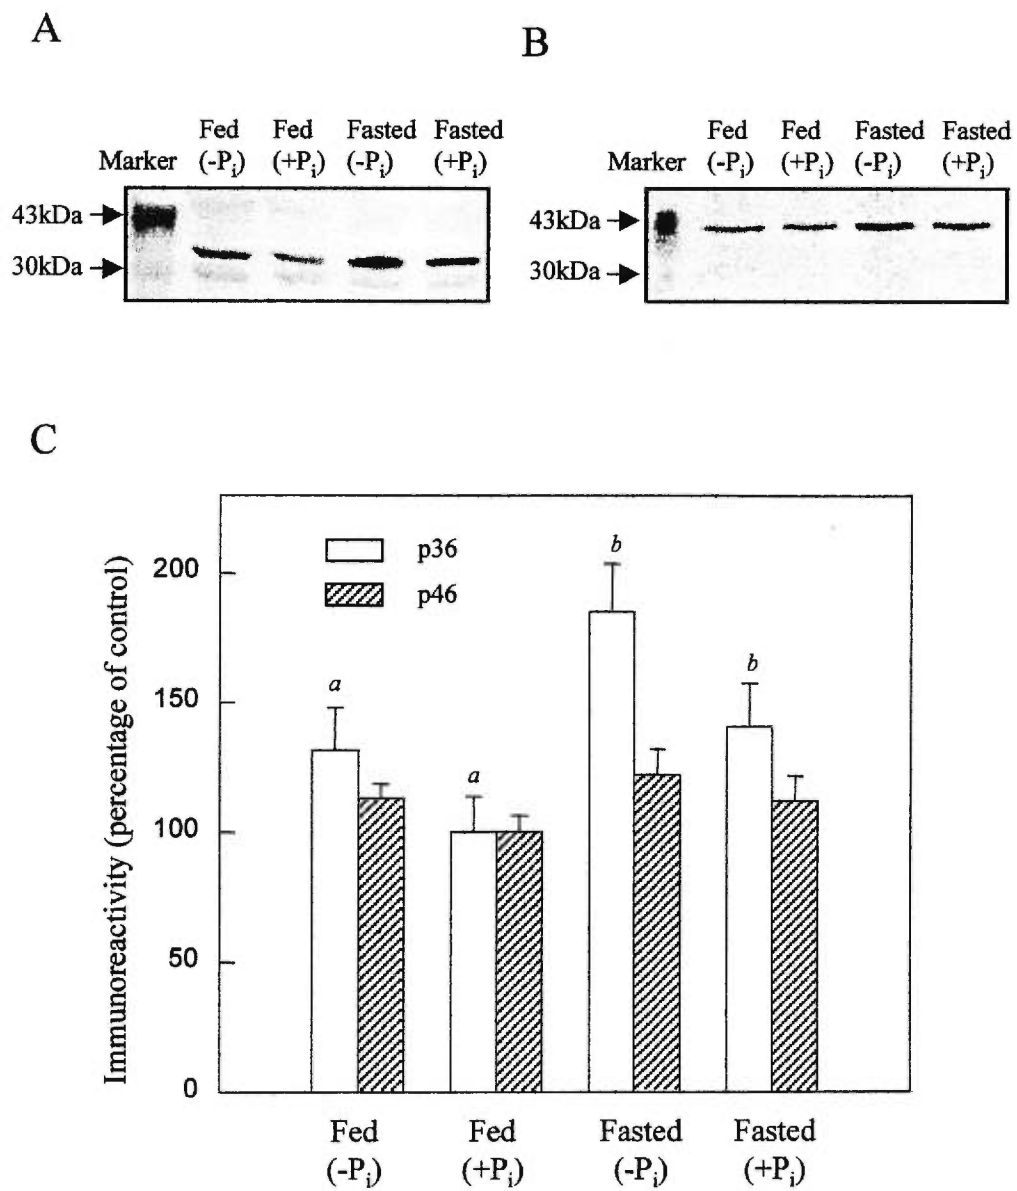 A
B
Fed Fed Fasted Fasted
Marker (-Pi) (+Pi) (-Pi) (+Pi)
43kDa
30kDa
Fed Fed Fasted Fasted
Marker (-Pi) (+Pi) (-Pi) (+Pi)
43kDa
30kDa
C
Immunoreactivity (percentage of control)
200
150
100
50
0
p36
p46
a
a
b
b
Fed Fed Fasted Fasted
(-Pi) (+Pi) (-Pi) (+Pi)